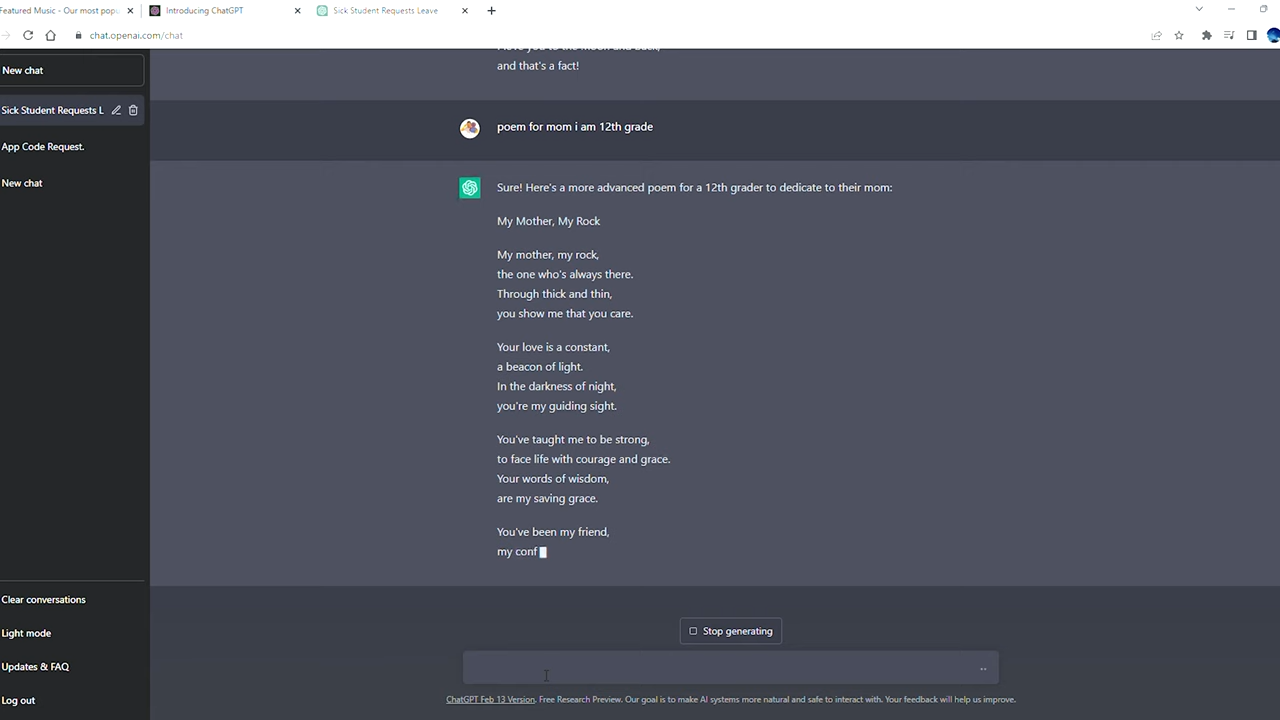 Featured Music - Our most popu
Introducing ChatGPT
Sick Student Requests Leave
chat.openai.com/chat
New chat
Sick Student Requests L
App Code Request.
New chat
and that's a fact!
poem for mom i am 12th grade
Sure! Here's a more advanced poem for a 12th grader to dedicate to their mom:
My Mother, My Rock
My mother, my rock,
the one who's always there.
Through thick and thin,
you show me that you care.
Your love is a constant,
a beacon of light.
In the darkness of night,
you're my guiding sight.
You've taught me to be strong,
to face life with courage and grace.
Your words of wisdom,
are my saving grace.
You've been my friend,
my conf
Stop generating
Clear conversations
Light mode
Updates & FAQ
Log out
ChatGPT Feb 13 Version. Free Research Preview. Our goal is to make AI systems more natural and safe to interact with. Your feedback will help us improve.